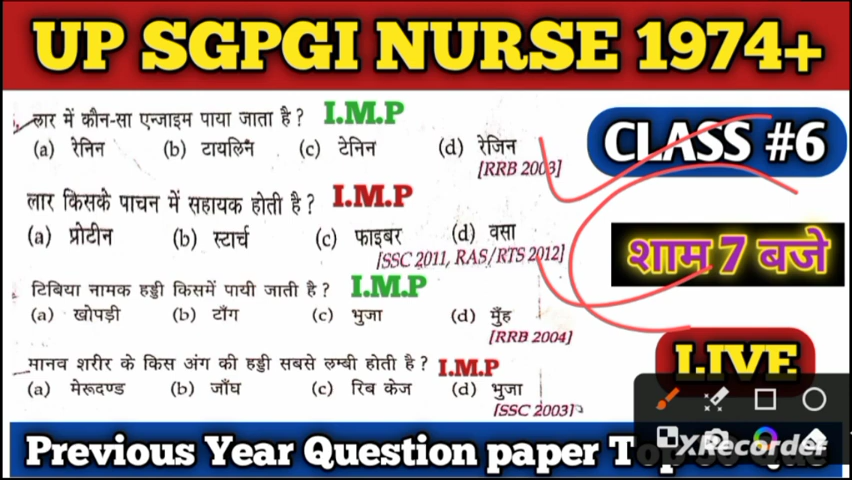 UP SGPGI NURSE 1974+
लार में कौन-सा एन्जाइम पाया जाता है ? I.M.P
(a) रेनिन (b) टायलिन (c) टेनिन (d) रेजिन
[RRB 2003]
लार किसके पाचन में सहायक होती है ? I.M.P
(a) प्रोटीन (b) स्टार्च (c) फाइबर (d) वसा
[SSC 2011, RAS/RTS 2012]
टिबिया नामक हड्डी किसमें पायी जाती है ? I.M.P
(a) खोपड़ी (b) टाँग (c) भुजा (d) मुँह
[RRB 2004]
मानव शरीर के किस अंग की हड्डी सबसे लम्बी होती है ? I.M.P
(a) मेरूदण्ड (b) जाँघ (c) रिब केज (d) भुजा
[SSC 2003]
CLASS #6
शाम 7 बजे
LIVE
XRecorder
Previous Year Question paper